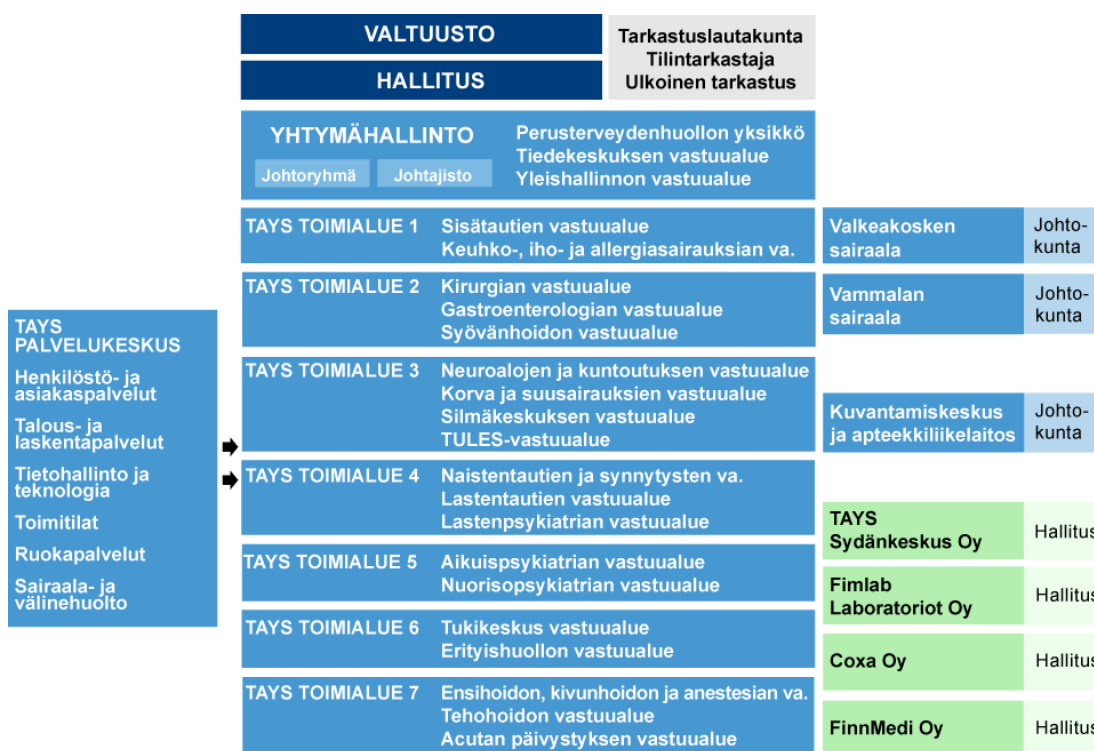 VALTUUSTO
HALLITUS
Tarkastuslautakunta
Tilintarkastaja
Ulkoinen tarkastus
YHTYMÄHALLINTO
Johtoryhmä
Johtajisto
Perusterveydenhuollon yksikkö
Tiedekeskuksen vastuualue
Yleishallinnon vastuualue
TAYS TOIMIALUE 1
Sisätautien vastuualue
Keuhko-, iho- ja allergiasairauksian va.
TAYS TOIMIALUE 2
Kirurgian vastuualue
Gastroenterologian vastuualue
Syövänhoidon vastuualue
TAYS TOIMIALUE 3
Neuroalojen ja kuntoutuksen vastuualue
Korva ja suusairauksien vastuualue
Silmäkeskuksen vastuualue
TULES-vastuualue
TAYS TOIMIALUE 4
Naistentautien ja synnytysten va.
Lastentautien vastuualue
Lastenpsykiatrian vastuualue
TAYS TOIMIALUE 5
Aikuispsykiatrian vastuualue
Nuorisopsykiatrian vastuualue
TAYS TOIMIALUE 6
Tukikeskus vastuualue
Erityishuollon vastuualue
TAYS TOIMIALUE 7
Ensihoidon, kivunhoidon ja anestesian va.
Tehohoidon vastuualue
Acutan päivystyksen vastuualue
TAYS
PALVELUKESKUS
Henkilöstö- ja
asiakaspalvelut
Talous- ja
laskentapalvelut
Tietohallinto ja
teknologia
Toimitilat
Ruokapalvelut
Sairaala- ja
välinehuolto
Valkeakosken
sairaala
Johto-
kunta
Vammalan
sairaala
Johto-
kunta
Kuvantamiskeskus
ja apteekkiliikelaitos
Johto-
kunta
TAYS
Sydänkeskus Oy
Hallitus
Fimlab
Laboratoriot Oy
Hallitus
Coxa Oy
Hallitus
FinnMedi Oy
Hallitus